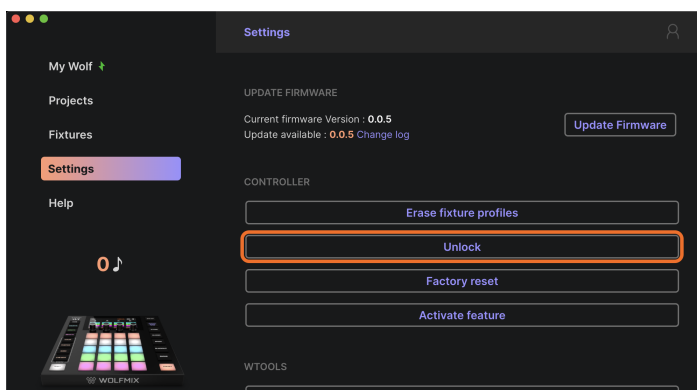 Settings
My Wolf
Projects
Fixtures
Settings
Help
0
WOLFMIX
UPDATE FIRMWARE
Current firmware Version : 0.0.5
Update available : 0.0.5 Change log
Update Firmware
CONTROLLER
Erase fixture profiles
Unlock
Factory reset
Activate feature
WTOOLS